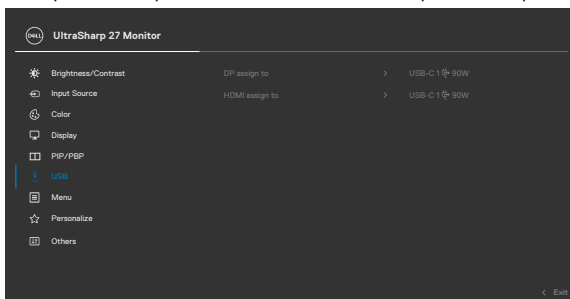 DELL UltraSharp 27 Monitor
Brightness/Contrast DP assign to > USB-C 1 90W
Input Source HDMI assign to > USB-C 1 90W
Color
Display
PIP/PBP
USB
Menu
Personalize
Others
< Exit